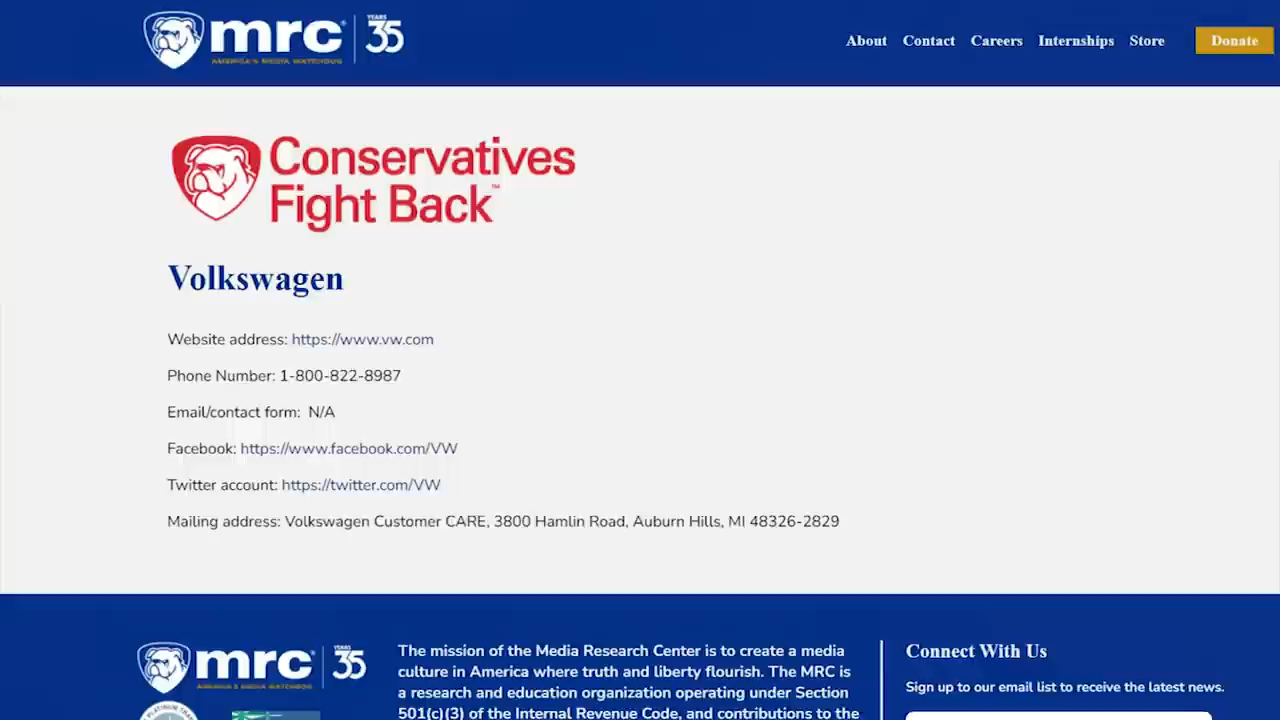 mrc YEARS 35
AMERICA'S MEDIA WATCHDOG
About Contact Careers Internships Store Donate
Conservatives
Fight Back™
Volkswagen
Website address: https://www.vw.com
Phone Number: 1-800-822-8987
Email/contact form: N/A
Facebook: https://www.facebook.com/VW
Twitter account: https://twitter.com/VW
Mailing address: Volkswagen Customer CARE, 3800 Hamlin Road, Auburn Hills, MI 48326-2829
mrc YEARS 35
AMERICA'S MEDIA WATCHDOG
The mission of the Media Research Center is to create a media
culture in America where truth and liberty flourish. The MRC is
a research and education organization operating under Section
501(c)(3) of the Internal Revenue Code, and contributions to the
Connect With Us
Sign up to our email list to receive the latest news.